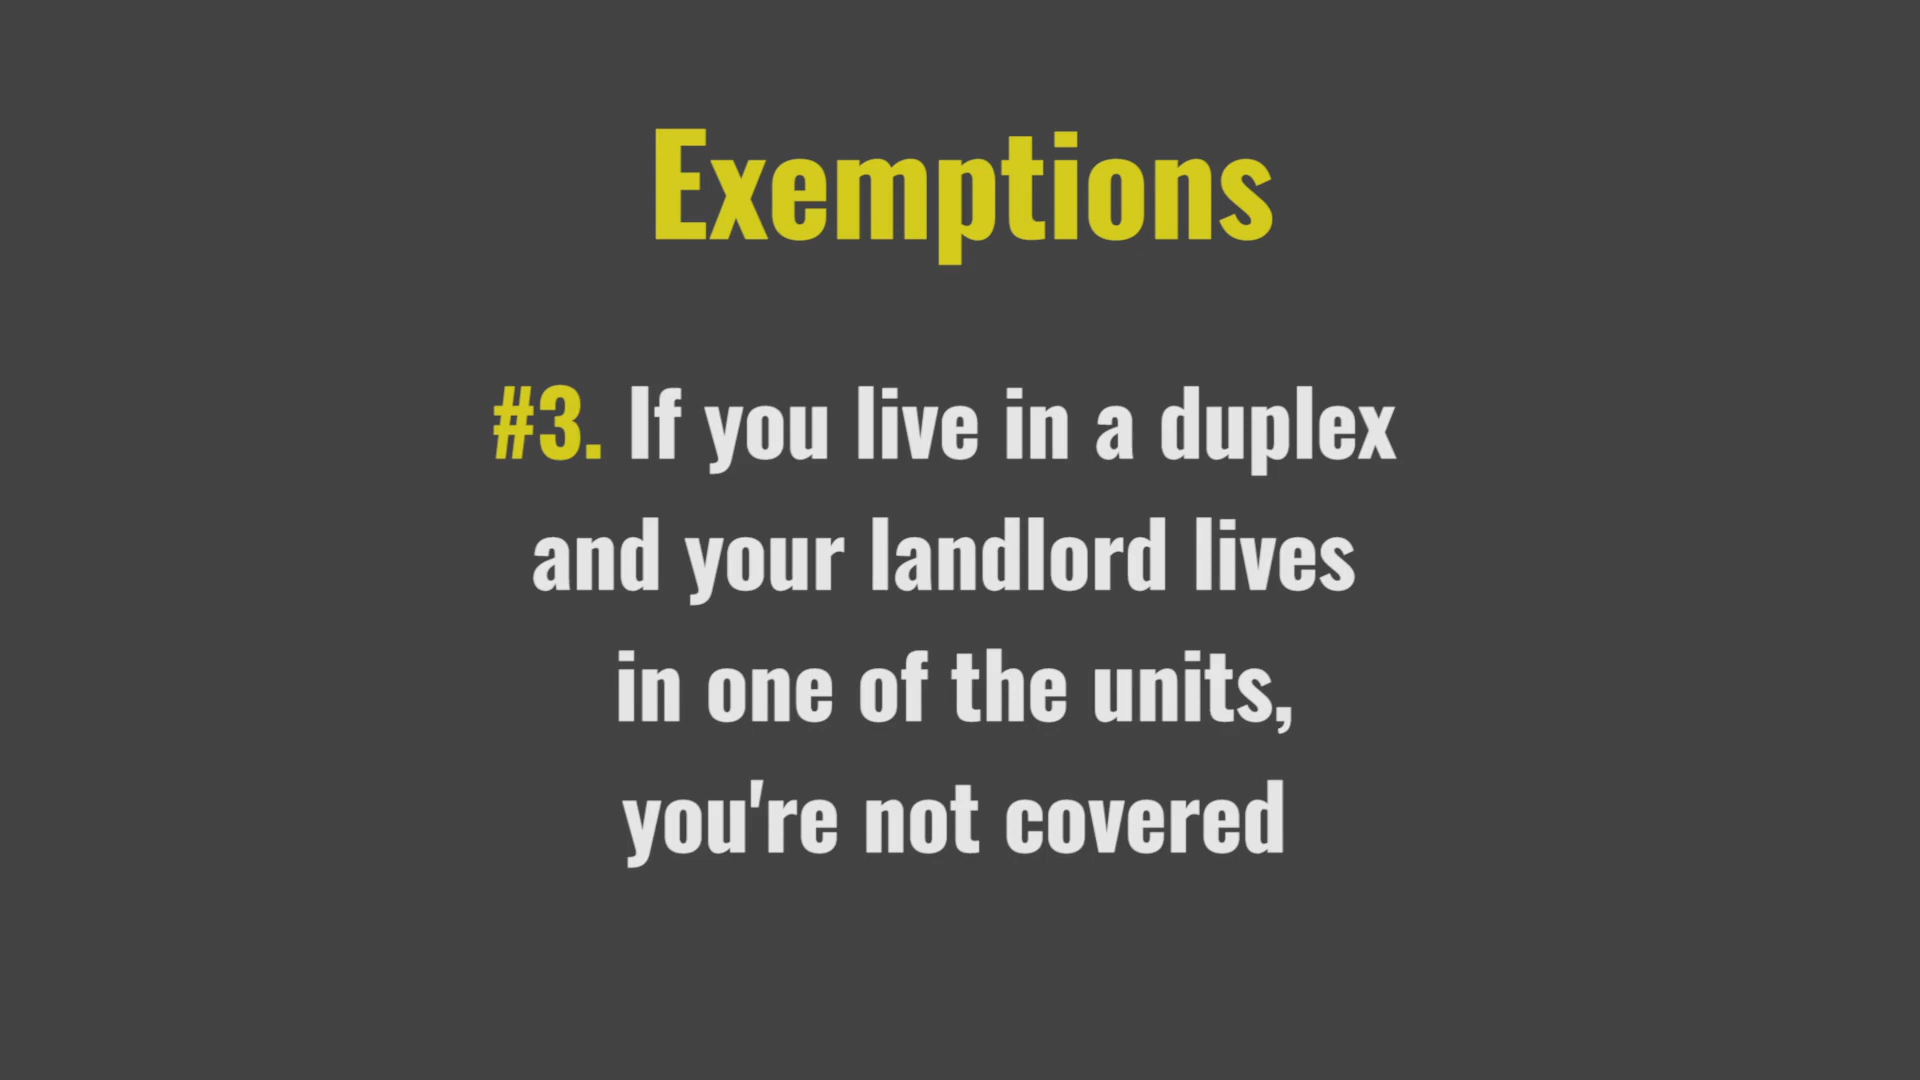 Exemptions
#3. If you live in a duplex
and your landlord lives
in one of the units,
you're not covered